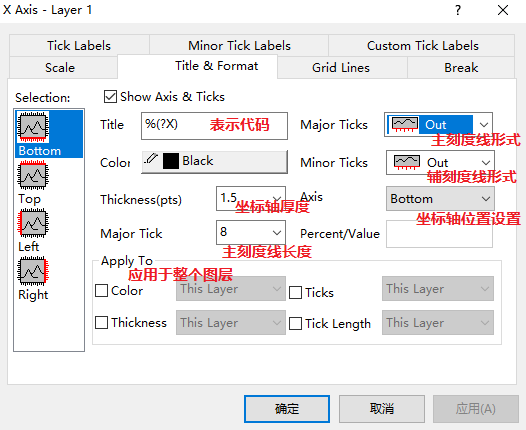 X Axis - Layer 1
Tick Labels
Minor Tick Labels
Custom Tick Labels
Scale
Title & Format
Grid Lines
Break
Selection:
Bottom
Top
Left
Right
Show Axis & Ticks
Title
%(?X)
表示代码
Major Ticks
Out
主刻度线形式
Color
Black
Minor Ticks
Out
辅刻度线形式
Thickness(pts)
1.5
坐标轴厚度
Axis
Bottom
坐标轴位置设置
Major Tick
8
主刻度线长度
Percent/Value
Apply To
应用于整个图层
Color
This Layer
Ticks
This Layer
Thickness
This Layer
Tick Length
This Layer
确定
取消
应用(A)